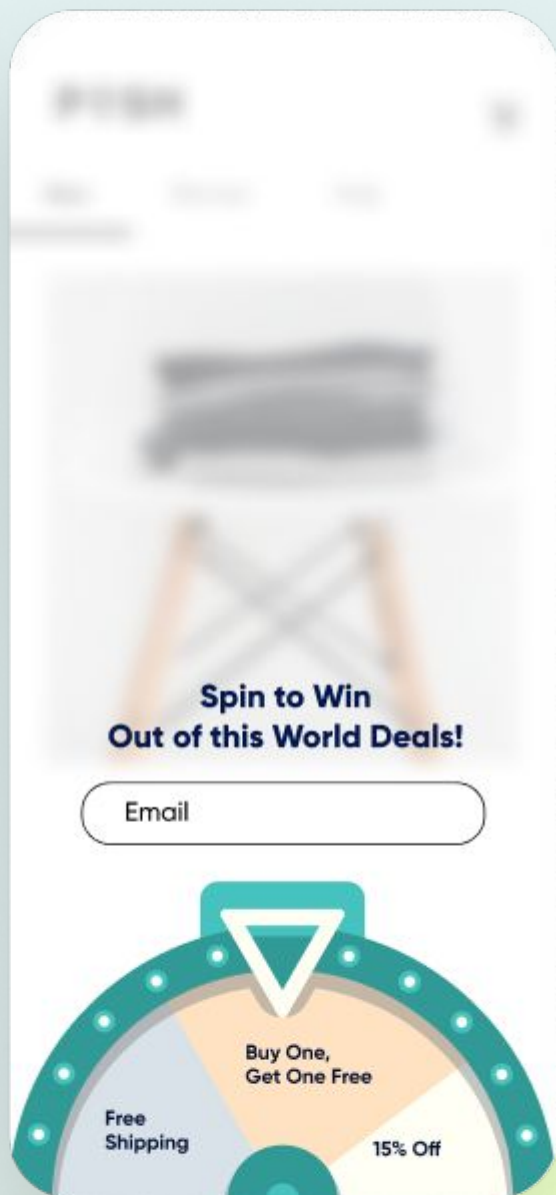 Spin to Win
Out of this World Deals!
Email
Buy One,
Get One Free
Free
Shipping
15% Off